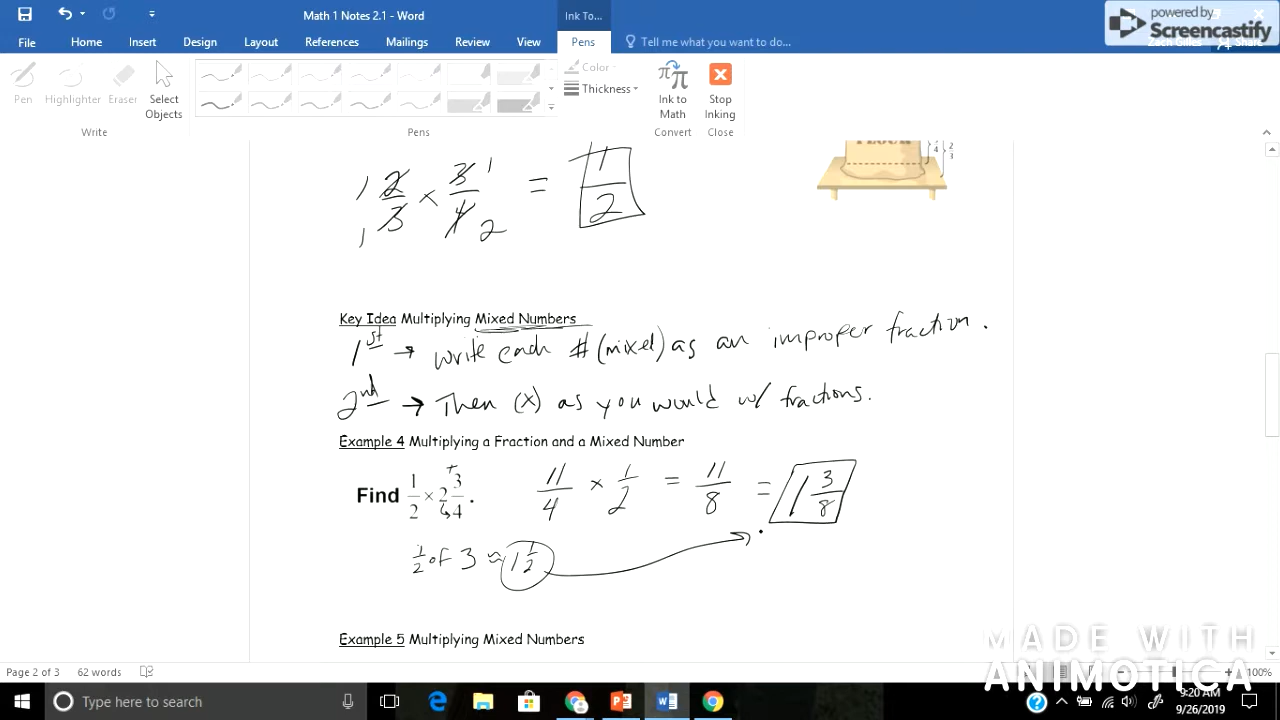 Math 1 Notes 2.1 - Word
Ink To...
powered by
Screencastify
File Home Insert Design Layout References Mailings Review View Pens Tell me what you want to do... Share
Pen Highlighter Eraser Select Objects
Color
Thickness
Ink to Math
Stop Inking
Write Pens Convert Close
1 2/3 × 3/4 1 = 1/2
1 2
2/3
Key Idea Multiplying Mixed Numbers
1st → write each # (mixed) as an improper fraction.
2nd → Then (x) as you would w/ fractions.
Example 4 Multiplying a Fraction and a Mixed Number
Find 1/2 × 2 3/4. 11/4 × 1/2 = 11/8 = 1 3/8
1/2 of 3 ≈ 1 1/2
Example 5 Multiplying Mixed Numbers
MADE WITH
ANIMOTICA
Page 2 of 3 62 words 100%
Type here to search
9:20 AM
9/26/2019